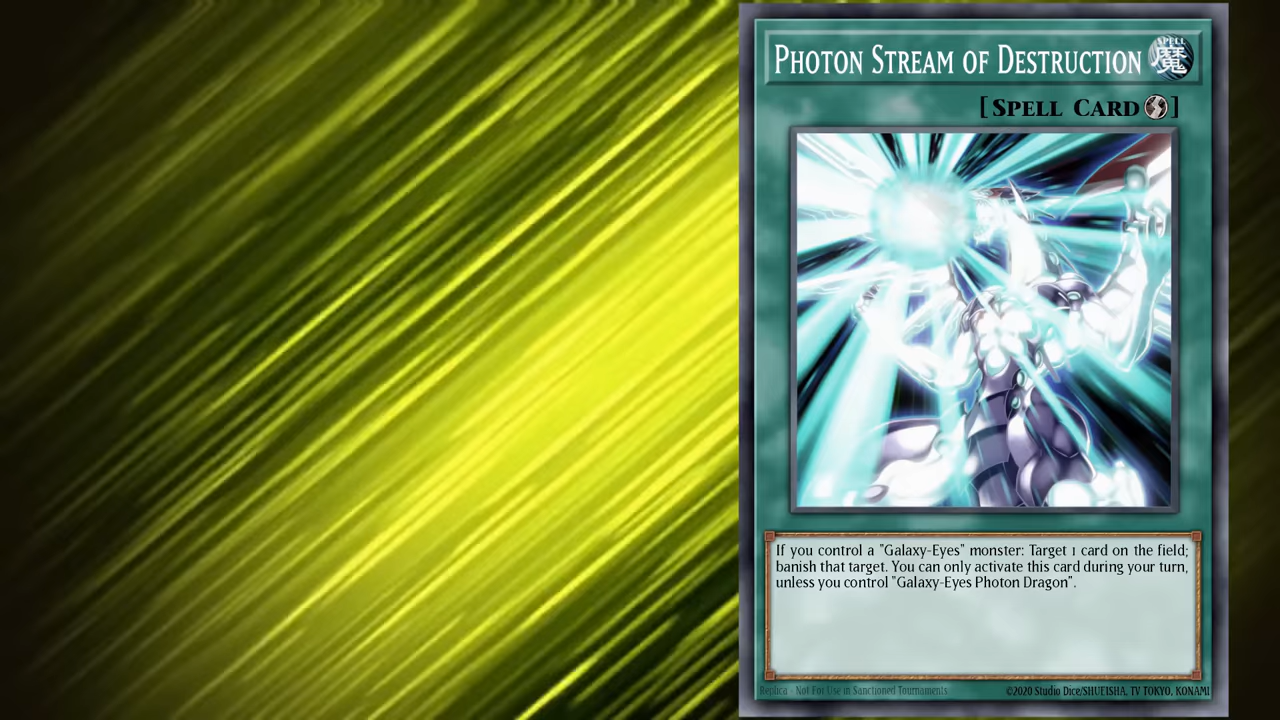 PHOTON STREAM OF DESTRUCTION
SPELL
魔
[SPELL CARD]
If you control a "Galaxy-Eyes" monster: Target 1 card on the field;
banish that target. You can only activate this card during your turn,
unless you control "Galaxy-Eyes Photon Dragon".
Replica - Not For Use in Sanctioned Tournaments
©2020 Studio Dice/SHUEISHA, TV TOKYO, KONAMI